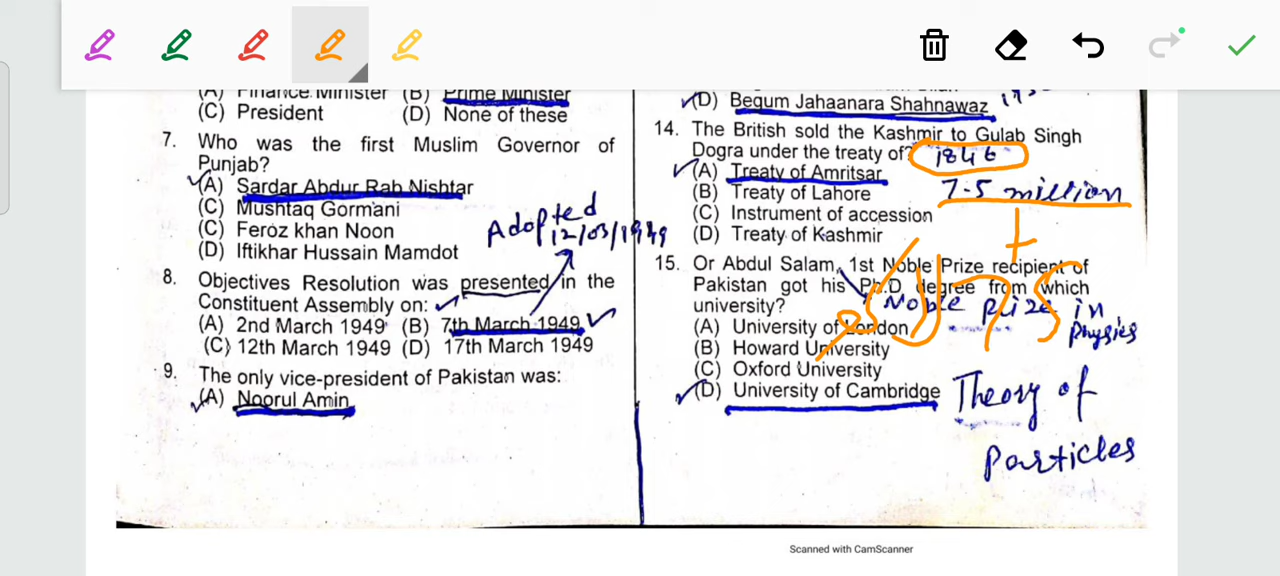 (A) Finance Minister (B) Prime Minister
(C) President (D) None of these
7. Who was the first Muslim Governor of
Punjab?
(A) Sardar Abdur Rab Nishtar
(C) Mushtaq Gormani
(C) Feroz khan Noon
(D) Iftikhar Hussain Mamdot
Adopted
12/03/1949
8. Objectives Resolution was presented in the
Constituent Assembly on:
(A) 2nd March 1949 (B) 7th March 1949
(C) 12th March 1949 (D) 17th March 1949
9. The only vice-president of Pakistan was:
(A) Noorul Amin
(D) Begum Jahaanara Shahnawaz
14. The British sold the Kashmir to Gulab Singh
Dogra under the treaty of? 1846
(A) Treaty of Amritsar
7.5 million
(B) Treaty of Lahore
(C) Instrument of accession
(D) Treaty of Kashmir
15. Or Abdul Salam, 1st Noble Prize recipient of
Pakistan got his Ph.D degree from which
university?
Noble prize in
Physics
(A) University of London
(B) Howard University
(C) Oxford University
(D) University of Cambridge
Theory of
Particles
Scanned with CamScanner